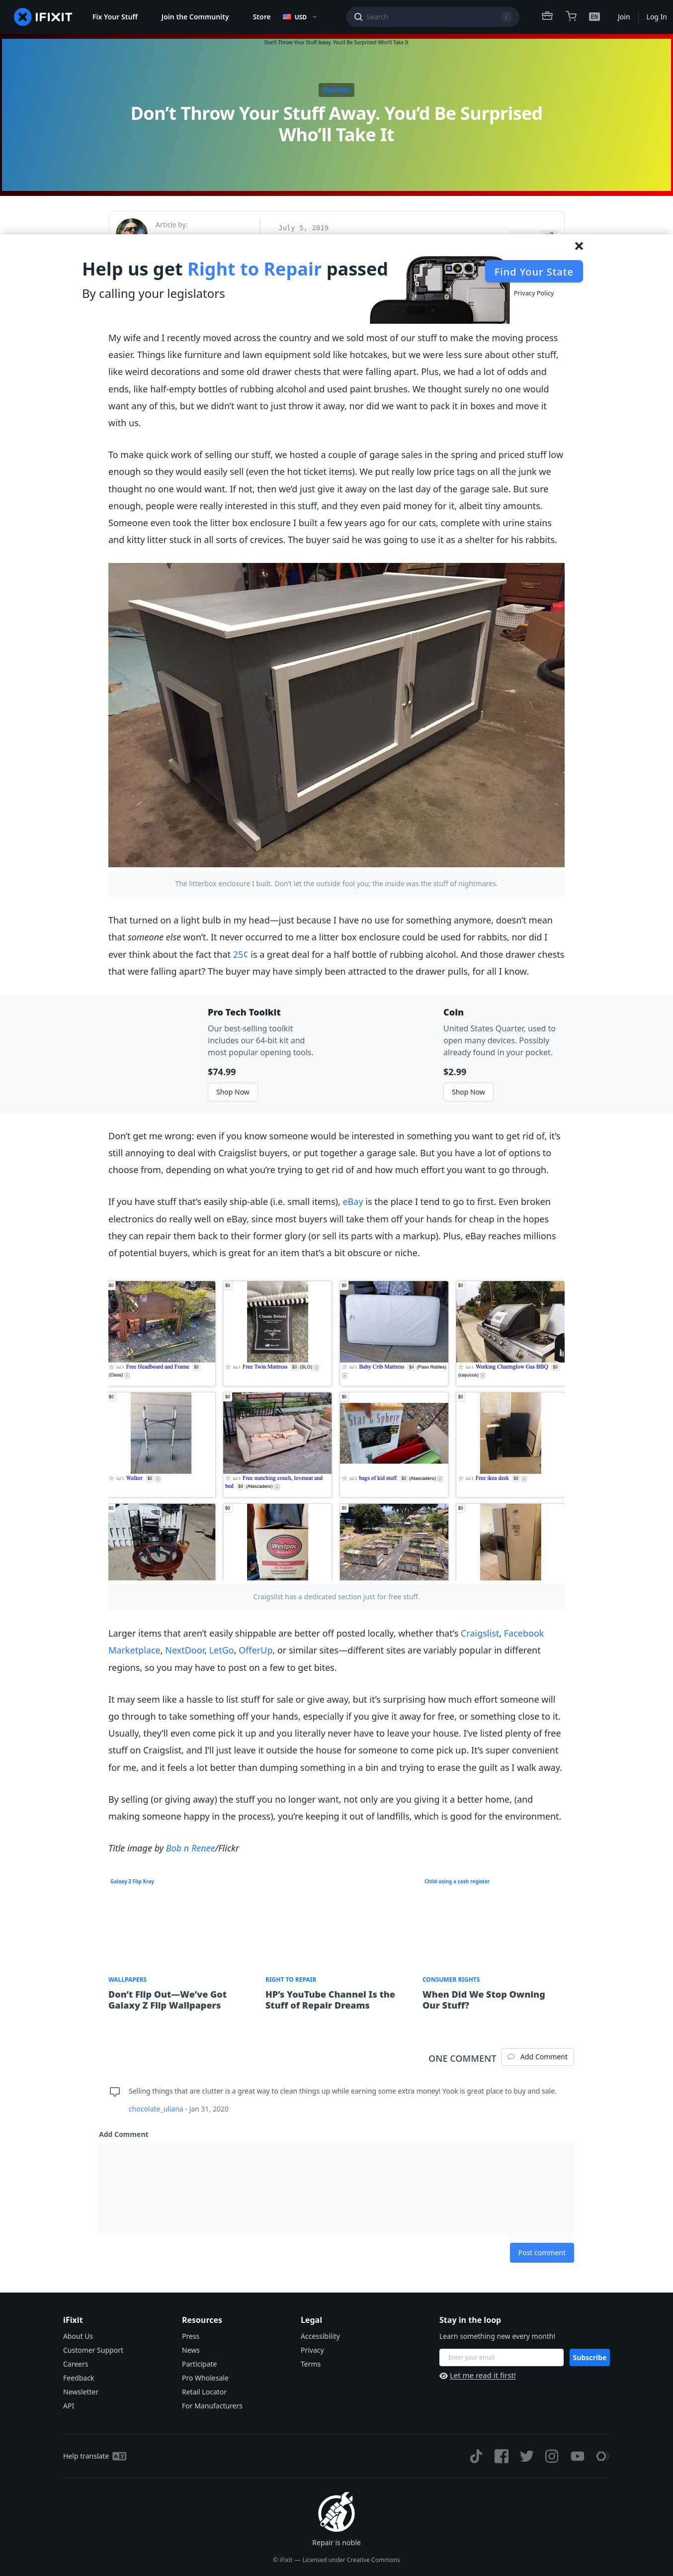 IFIXIT
Fix Your Stuff
Join the Community
Store
USD
Search
/
EN
Join
Log In
Don't Throw Your Stuff Away. You'd Be Surprised Who'll Take It
Don't Throw Your Stuff Away. You'd Be Surprised
Who'll Take It
Article by:
July 5, 2019
Help us get Right to Repair passed
By calling your legislators
Find Your State
Privacy Policy
My wife and I recently moved across the country and we sold most of our stuff to make the moving process
easier. Things like furniture and lawn equipment sold like hotcakes, but we were less sure about other stuff,
like weird decorations and some old drawer chests that were falling apart. Plus, we had a lot of odds and
ends, like half-empty bottles of rubbing alcohol and used paint brushes. We thought surely no one would
want any of this, but we didn't want to just throw it away, nor did we want to pack it in boxes and move it
with us.
To make quick work of selling our stuff, we hosted a couple of garage sales in the spring and priced stuff low
enough so they would easily sell (even the hot ticket items). We put really low price tags on all the junk we
thought no one would want. If not, then we'd just give it away on the last day of the garage sale. But sure
enough, people were really interested in this stuff, and they even paid money for it, albeit tiny amounts.
Someone even took the litter box enclosure I built a few years ago for our cats, complete with urine stains
and kitty litter stuck in all sorts of crevices. The buyer said he was going to use it as a shelter for his rabbits.
The litterbox enclosure I built. Don't let the outside fool you; the inside was the stuff of nightmares.
That turned on a light bulb in my head—just because I have no use for something anymore, doesn't mean
that someone else won't. It never occurred to me a litter box enclosure could be used for rabbits, nor did I
ever think about the fact that 25¢ is a great deal for a half bottle of rubbing alcohol. And those drawer chests
that were falling apart? The buyer may have simply been attracted to the drawer pulls, for all I know.
Pro Tech Toolkit
Our best-selling toolkit
includes our 64-bit kit and
most popular opening tools.
$74.99
Shop Now
Coin
United States Quarter, used to
open many devices. Possibly
already found in your pocket.
$2.99
Shop Now
Don't get me wrong: even if you know someone would be interested in something you want to get rid of, it's
still annoying to deal with Craigslist buyers, or put together a garage sale. But you have a lot of options to
choose from, depending on what you're trying to get rid of and how much effort you want to go through.
If you have stuff that's easily ship-able (i.e. small items), eBay is the place I tend to go to first. Even broken
electronics do really well on eBay, since most buyers will take them off your hands for cheap in the hopes
they can repair them back to their former glory (or sell its parts with a markup). Plus, eBay reaches millions
of potential buyers, which is great for an item that's a bit obscure or niche.
$0 $0 $0 $0
Jul 5 Free Headboard and Frame $0
(Osos)
Jul 5 Free Twin Mattress $0 (SLO)
Jul 5 Baby Crib Mattress $0 (Paso Robles)
Jul 5 Working Charmglow Gas BBQ $0
(cayucos)
$0 $0 $0 $0
Jul 5 Walker $0
Jul 5 Free matching couch, loveseat and
bed $0 (Atascadero)
Jul 5 bags of kid stuff $0 (Atascadero)
Jul 5 Free ikea desk $0
$0 $0 $0 $0
Westpac
Craigslist has a dedicated section just for free stuff.
Larger items that aren't easily shippable are better off posted locally, whether that's Craigslist, Facebook
Marketplace, NextDoor, LetGo, OfferUp, or similar sites—different sites are variably popular in different
regions, so you may have to post on a few to get bites.
It may seem like a hassle to list stuff for sale or give away, but it's surprising how much effort someone will
go through to take something off your hands, especially if you give it away for free, or something close to it.
Usually, they'll even come pick it up and you literally never have to leave your house. I've listed plenty of free
stuff on Craigslist, and I'll just leave it outside the house for someone to come pick up. It's super convenient
for me, and it feels a lot better than dumping something in a bin and trying to erase the guilt as I walk away.
By selling (or giving away) the stuff you no longer want, not only are you giving it a better home, (and
making someone happy in the process), you're keeping it out of landfills, which is good for the environment.
Title image by Bob n Renee/Flickr
Galaxy Z Flip Xray
Child using a cash register
WALLPAPERS
Don't Flip Out—We've Got
Galaxy Z Flip Wallpapers
RIGHT TO REPAIR
HP's YouTube Channel Is the
Stuff of Repair Dreams
CONSUMER RIGHTS
When Did We Stop Owning
Our Stuff?
ONE COMMENT
Add Comment
Selling things that are clutter is a great way to clean things up while earning some extra money! Yook is great place to buy and sale.
chocolate_uliana - Jan 31, 2020
Add Comment
Post comment
iFixit
About Us
Customer Support
Careers
Feedback
Newsletter
API
Resources
Press
News
Participate
Pro Wholesale
Retail Locator
For Manufacturers
Legal
Accessibility
Privacy
Terms
Stay in the loop
Learn something new every month!
Enter your email
Subscribe
Let me read it first!
Help translate
Repair is noble
© iFixit — Licensed under Creative Commons